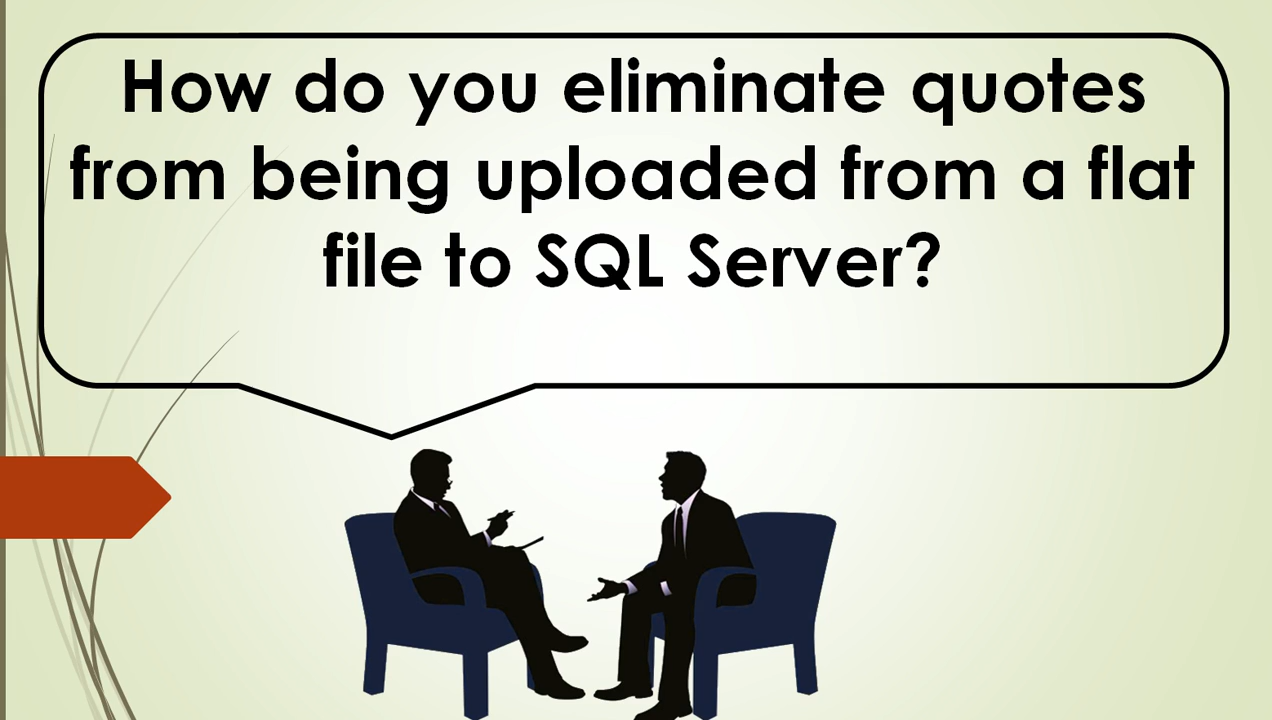 How do you eliminate quotes
from being uploaded from a flat
file to SQL Server?